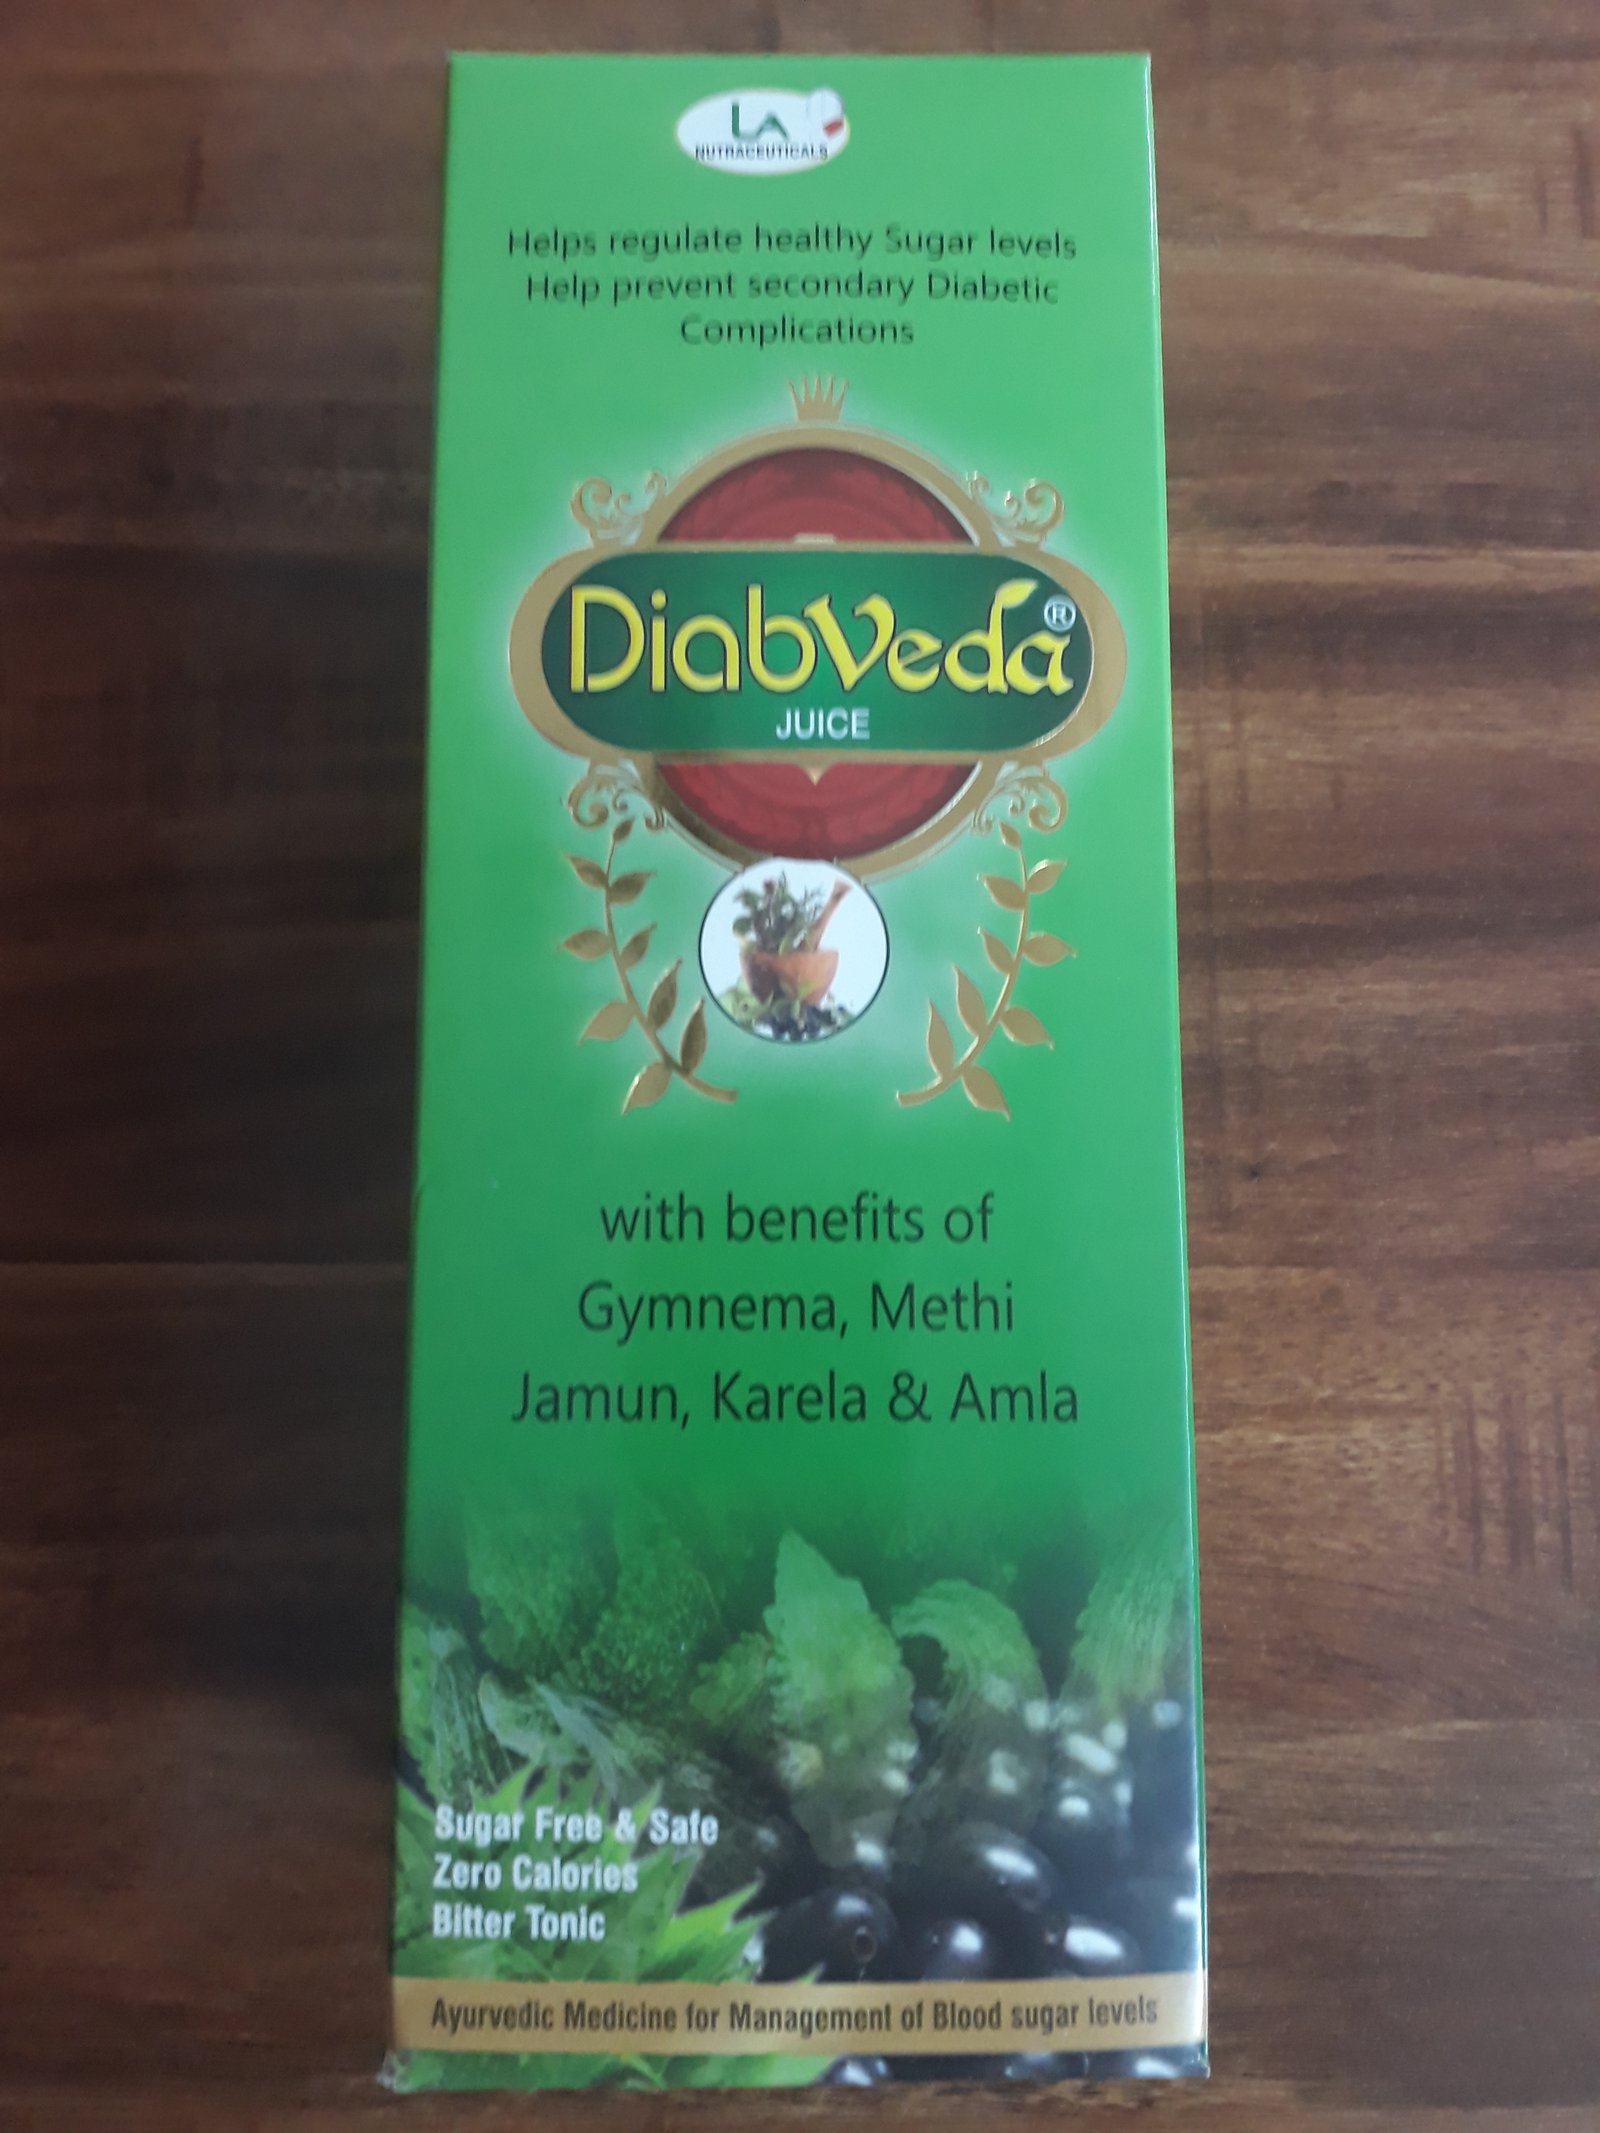 LA
NUTRACEUTICALS
Helps regulate healthy Sugar levels
Help prevent secondary Diabetic
Complications
DiabVeda®
JUICE
with benefits of
Gymnema, Methi
Jamun, Karela & Amla
Sugar Free & Safe
Zero Calories
Bitter Tonic
Ayurvedic Medicine for Management of Blood sugar levels